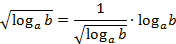 √(logₐ b) = 1/√(logₐ b) · logₐ b